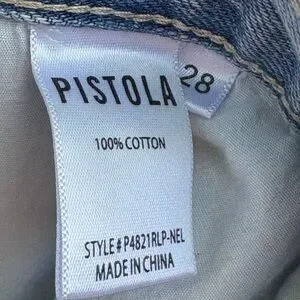 PISTOLA
28
100% COTTON
STYLE# P4821RLP-NEL
MADE IN CHINA